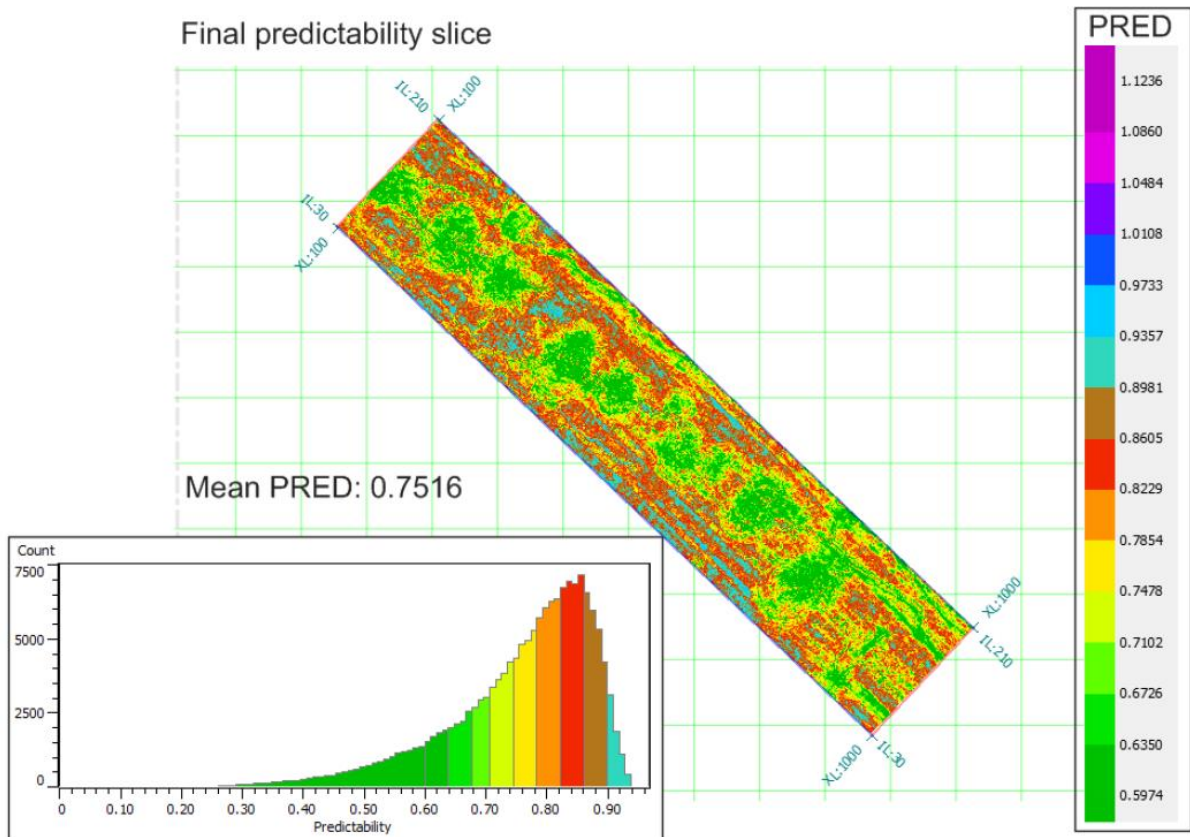 Final predictability slice
PRED
1.1236
1.0860
1.0484
1.0108
0.9733
0.9357
0.8981
0.8605
0.8229
0.7854
0.7478
0.7102
0.6726
0.6350
0.5974
IL:210
XL:100
IL:30
XL:100
XL:1000
IL:210
XL:1000
IL:30
Mean PRED: 0.7516
Count
7500
5000
2500
0
0 0.10 0.20 0.30 0.40 0.50 0.60 0.70 0.80 0.90
Predictability